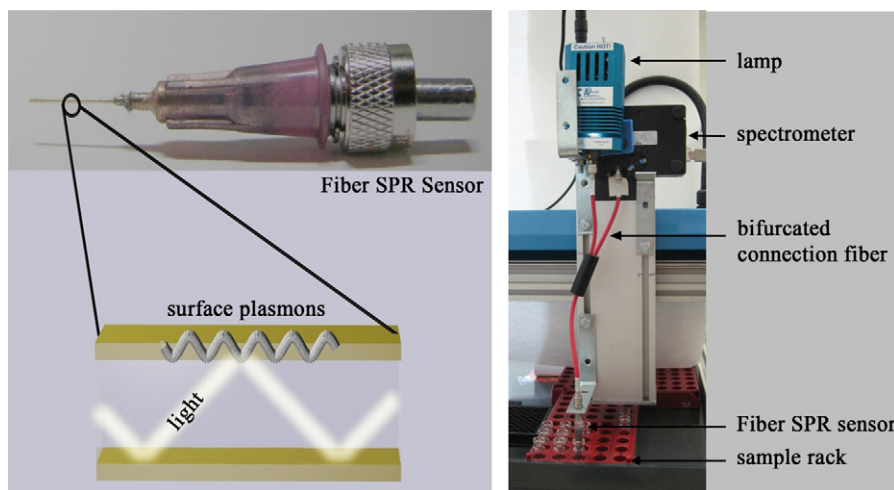 Fiber SPR Sensor
surface plasmons
light
Caution HOT!
lamp
spectrometer
bifurcated
connection fiber
Fiber SPR sensor
sample rack